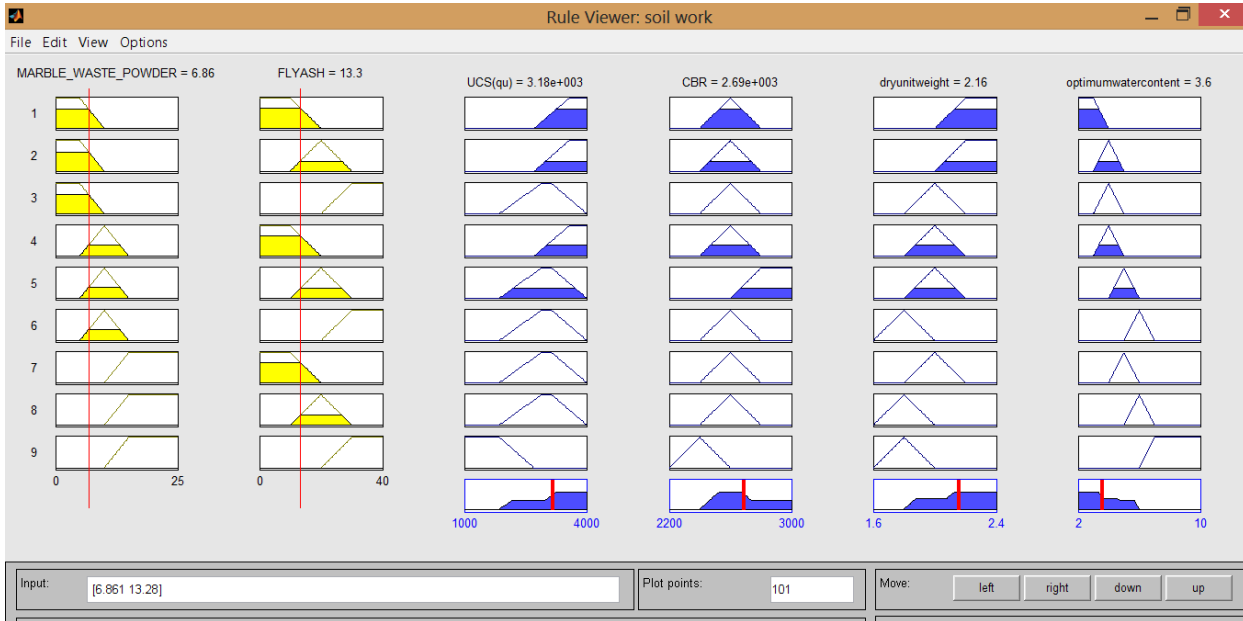 Rule Viewer: soil work
File Edit View Options
MARBLE_WASTE_POWDER = 6.86 FLYASH = 13.3 UCS(qu) = 3.18e+003 CBR = 2.69e+003 dryunitweight = 2.16 optimumwatercontent = 3.6
1
2
3
4
5
6
7
8
9
0 25 0 40
1000 4000 2200 3000 1.6 2.4 2 10
Input: [6.861 13.28] Plot points: 101 Move: left right down up